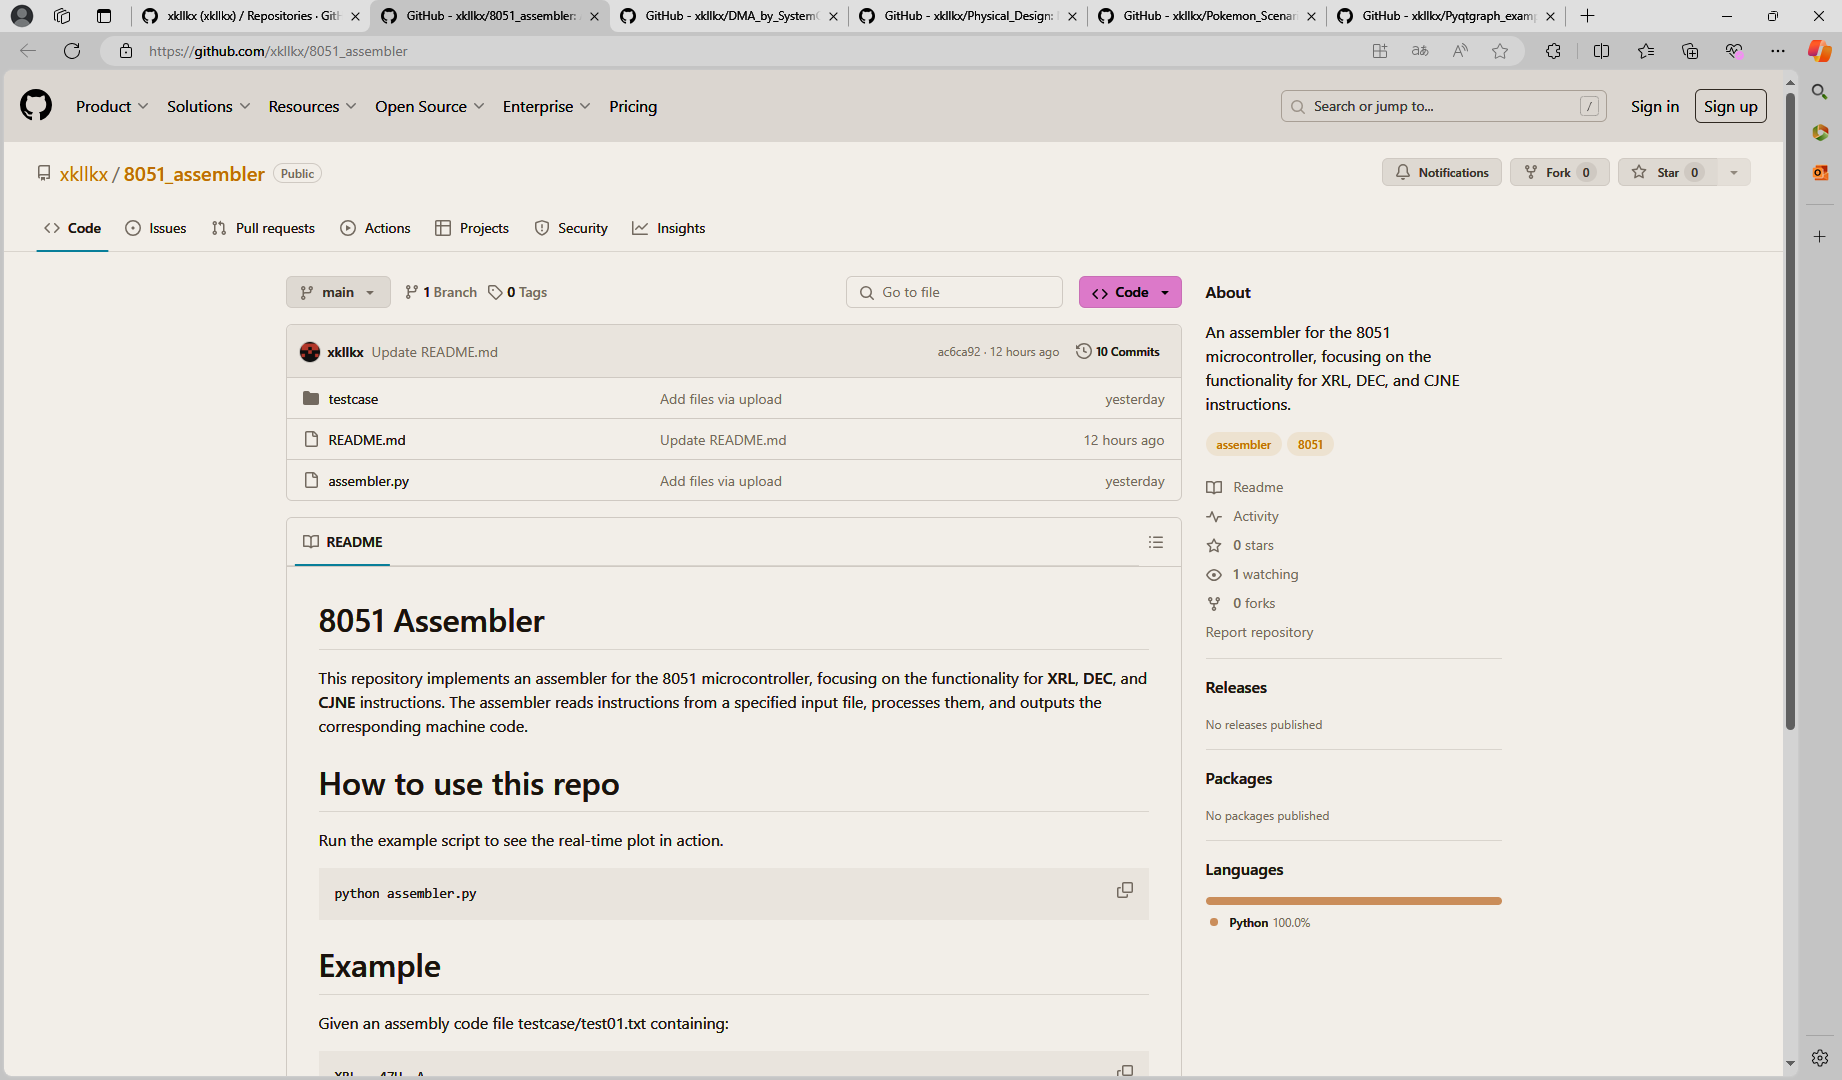 xkllkx (xkllkx) / Repositories · GitH
GitHub - xkllkx/8051_assembler:
GitHub - xkllkx/DMA_by_SystemC
GitHub - xkllkx/Physical_Design:
GitHub - xkllkx/Pokemon_Scenari
GitHub - xkllkx/Pyqtgraph_examp
https://github.com/xkllkx/8051_assembler
Product
Solutions
Resources
Open Source
Enterprise
Pricing
Search or jump to...
/
Sign in
Sign up
xkllkx / 8051_assembler
Public
Notifications
Fork 0
Star 0
Code
Issues
Pull requests
Actions
Projects
Security
Insights
main
1 Branch
0 Tags
Go to file
Code
xkllkx Update README.md
ac6ca92 · 12 hours ago
10 Commits
testcase
Add files via upload
yesterday
README.md
Update README.md
12 hours ago
assembler.py
Add files via upload
yesterday
README
8051 Assembler
This repository implements an assembler for the 8051 microcontroller, focusing on the functionality for XRL, DEC, and
CJNE instructions. The assembler reads instructions from a specified input file, processes them, and outputs the
corresponding machine code.
How to use this repo
Run the example script to see the real-time plot in action.
python assembler.py
Example
Given an assembly code file testcase/test01.txt containing:
About
An assembler for the 8051
microcontroller, focusing on the
functionality for XRL, DEC, and CJNE
instructions.
assembler
8051
Readme
Activity
0 stars
1 watching
0 forks
Report repository
Releases
No releases published
Packages
No packages published
Languages
Python 100.0%